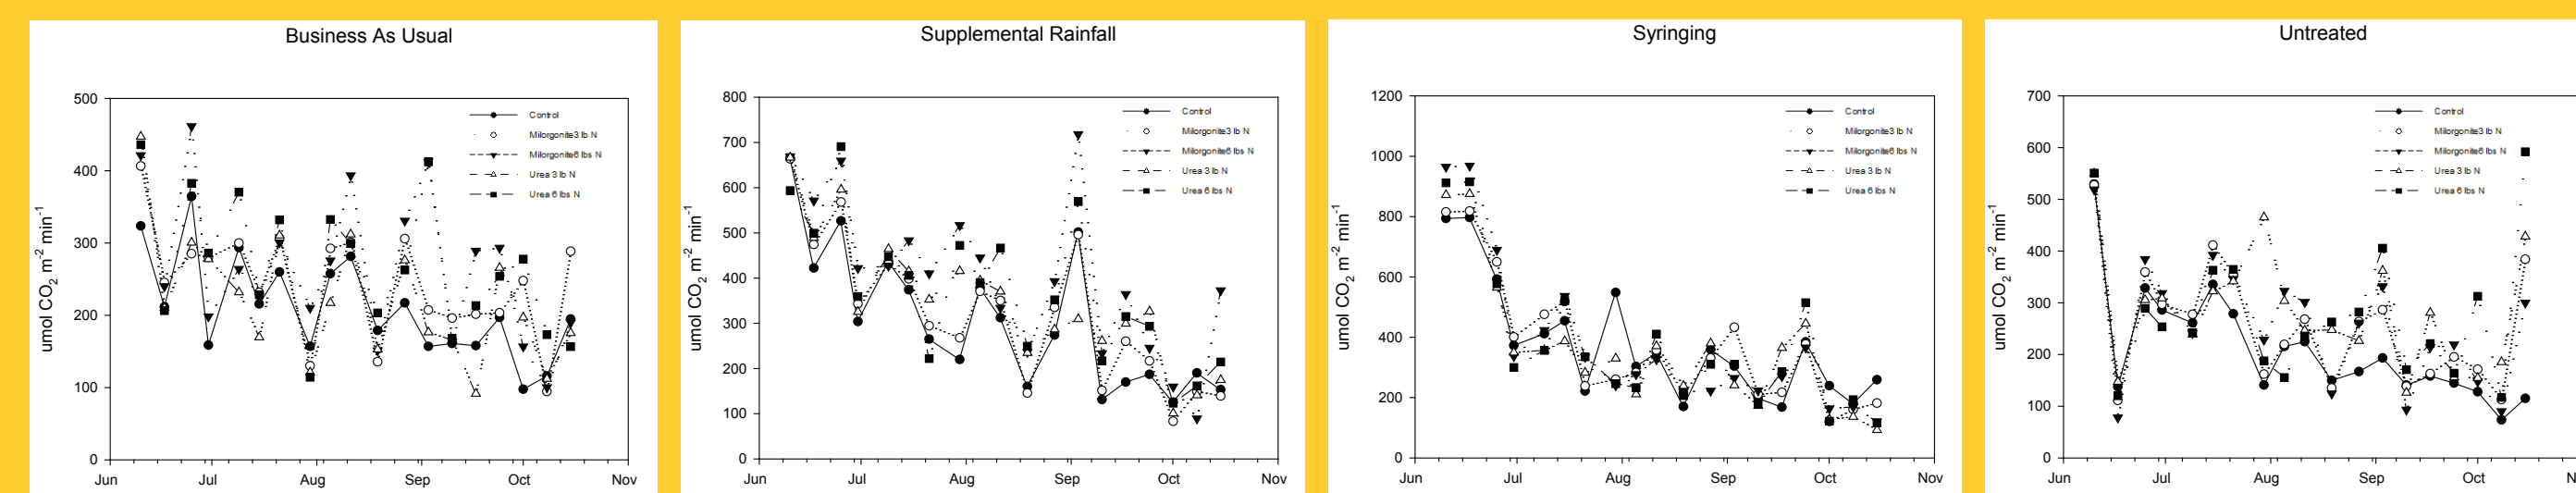 Business As Usual
umol CO2 m-2 min-1
500
400
300
200
100
0
Jun Jul Aug Sep Oct Nov
Control
Milorgonite3 lb N
Milorgonite6 lbs N
Urea 3 lb N
Urea 6 lbs N
Supplemental Rainfall
umol CO2 m-2 min-1
800
700
600
500
400
300
200
100
0
Jun Jul Aug Sep Oct Nov
Control
Milorgonite3 lb N
Milorgonite6 lbs N
Urea 3 lb N
Urea 6 lbs N
Syringing
umol CO2 m-2 min-1
1200
1000
800
600
400
200
0
Jun Jul Aug Sep Oct Nov
Control
Milorgonite3 lb N
Milorgonite6 lbs N
Urea 3 lb N
Urea 6 lbs N
Untreated
umol CO2 m-2 min-1
700
600
500
400
300
200
100
0
Jun Jul Aug Sep Oct
Control
Milorgonite3 lb N
Milorgonite6 lbs N
Urea 3 lb N
Urea 6 lbs N